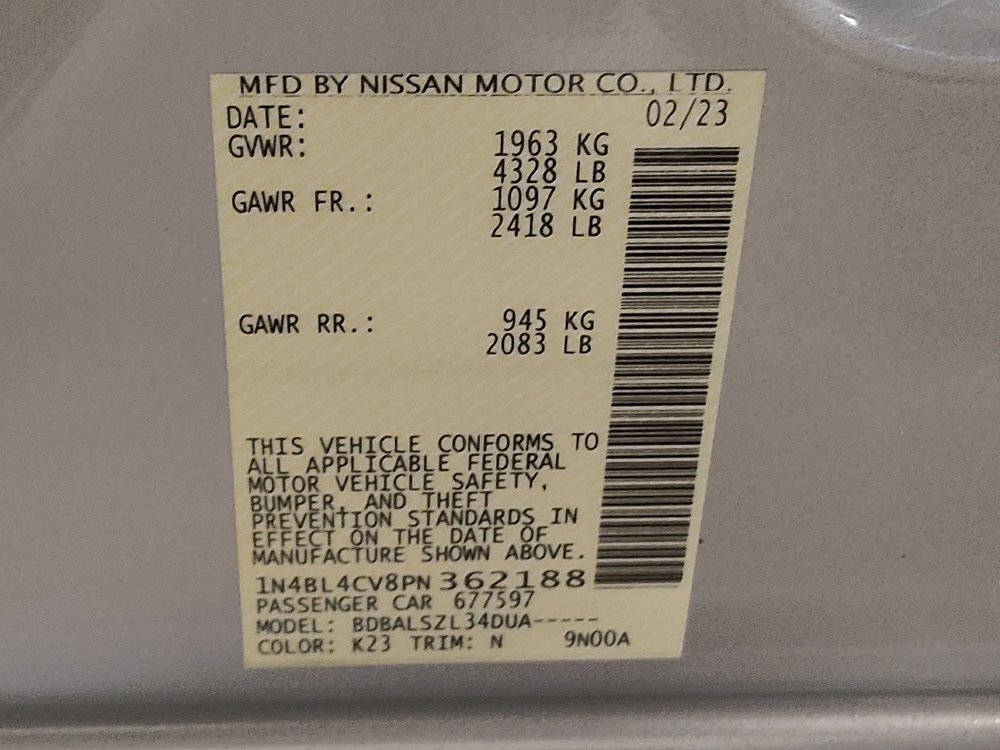 MFD BY NISSAN MOTOR CO., LTD.
DATE: 02/23
GVWR: 1963 KG
4328 LB
GAWR FR.: 1097 KG
2418 LB
GAWR RR.: 945 KG
2083 LB
THIS VEHICLE CONFORMS TO
ALL APPLICABLE FEDERAL
MOTOR VEHICLE SAFETY,
BUMPER, AND THEFT
PREVENTION STANDARDS IN
EFFECT ON THE DATE OF
MANUFACTURE SHOWN ABOVE.
1N4BL4CV8PN 362188
PASSENGER CAR 677597
MODEL: BDBALSZL34DUA-----
COLOR: K23 TRIM: N 9N00A